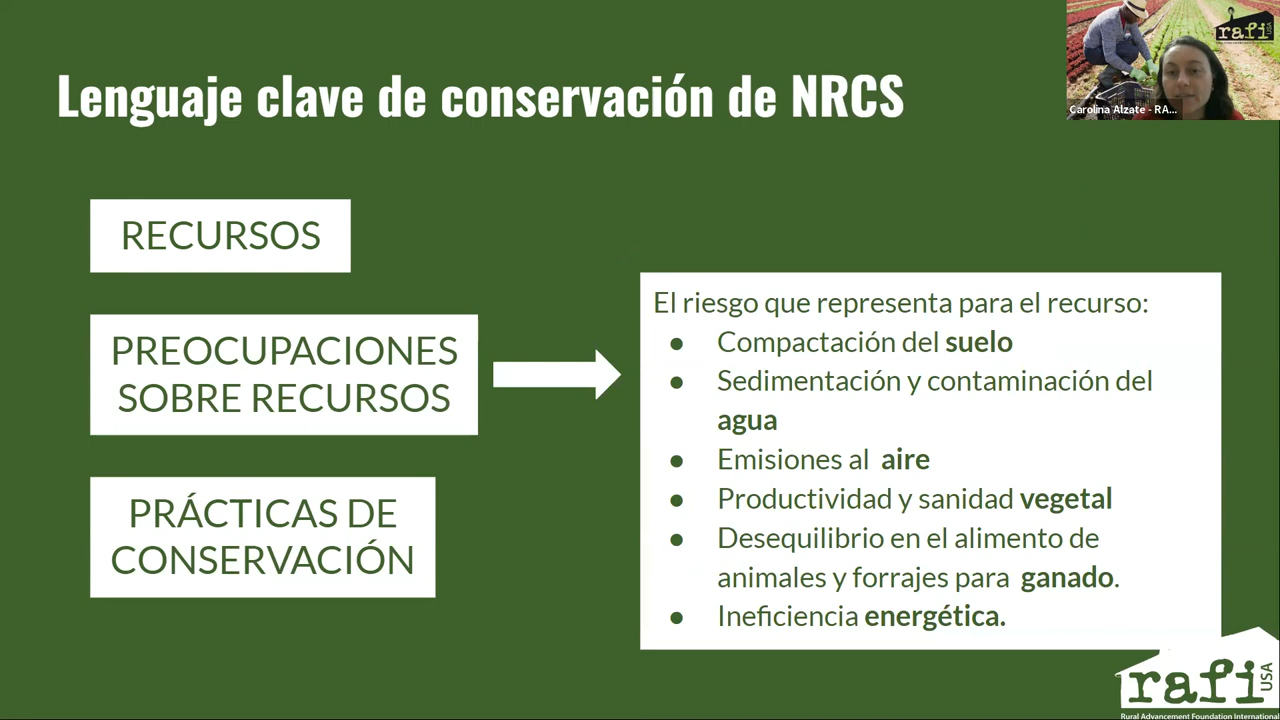 Lenguaje clave de conservación de NRCS
rafi
USA
Carolina Alzate - RA...
RECURSOS
PREOCUPACIONES
SOBRE RECURSOS
PRÁCTICAS DE
CONSERVACIÓN
El riesgo que representa para el recurso:
● Compactación del suelo
● Sedimentación y contaminación del
agua
● Emisiones al aire
● Productividad y sanidad vegetal
● Desequilibrio en el alimento de
animales y forrajes para ganado.
● Ineficiencia energética.
rafi
USA
Rural Advancement Foundation International